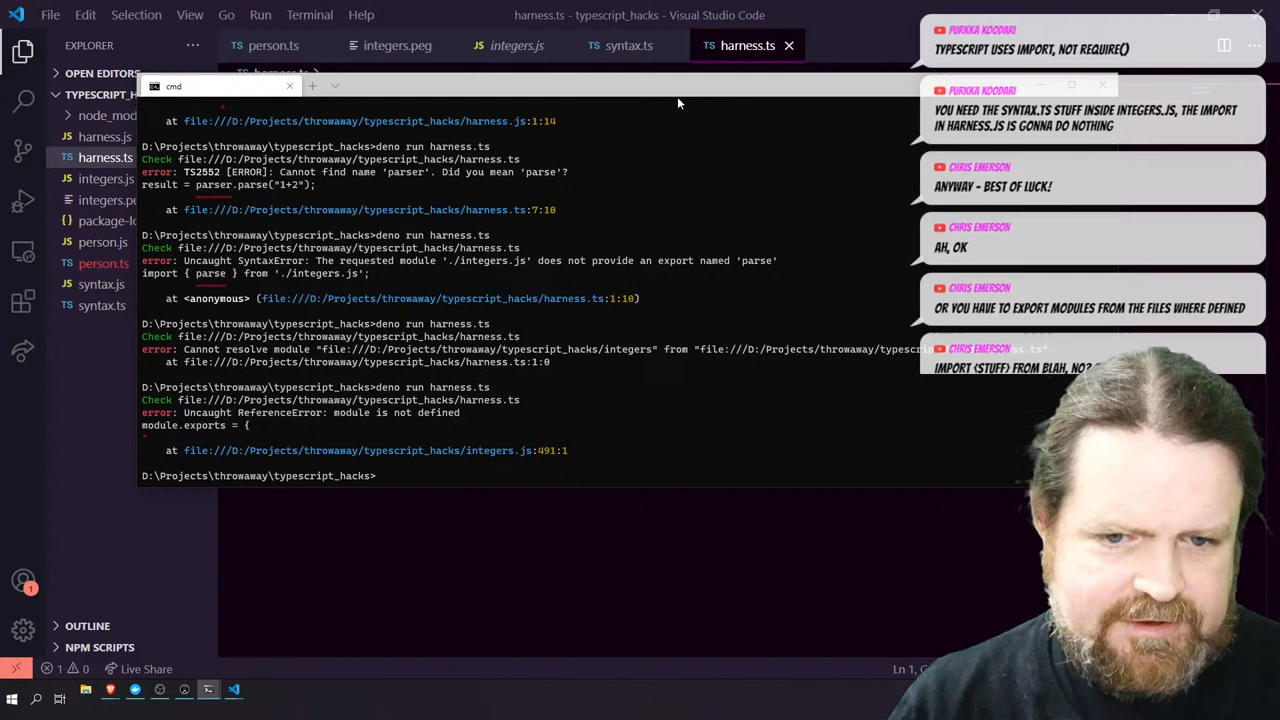 File Edit Selection View Go Run Terminal Help
harness.ts - typescript_hacks - Visual Studio Code
EXPLORER
person.ts
integers.peg
integers.js
syntax.ts
harness.ts
OPEN EDITORS
TYPESCRIPT_H
node_mod
harness.js
harness.ts
integers.js
integers.pe
package-lo
person.js
person.ts
syntax.js
syntax.ts
OUTLINE
NPM SCRIPTS
cmd
^
at file:///D:/Projects/throwaway/typescript_hacks/harness.js:1:14
D:\Projects\throwaway\typescript_hacks>deno run harness.ts
Check file:///D:/Projects/throwaway/typescript_hacks/harness.ts
error: TS2552 [ERROR]: Cannot find name 'parser'. Did you mean 'parse'?
result = parser.parse("1+2");
~~~~~~
at file:///D:/Projects/throwaway/typescript_hacks/harness.ts:7:10
D:\Projects\throwaway\typescript_hacks>deno run harness.ts
Check file:///D:/Projects/throwaway/typescript_hacks/harness.ts
error: Uncaught SyntaxError: The requested module './integers.js' does not provide an export named 'parse'
import { parse } from './integers.js';
~~~~~
at <anonymous> (file:///D:/Projects/throwaway/typescript_hacks/harness.ts:1:10)
D:\Projects\throwaway\typescript_hacks>deno run harness.ts
Check file:///D:/Projects/throwaway/typescript_hacks/harness.ts
error: Cannot resolve module "file:///D:/Projects/throwaway/typescript_hacks/integers" from "file:///D:/Projects/throwaway/typescrip
at file:///D:/Projects/throwaway/typescript_hacks/harness.ts:1:0
D:\Projects\throwaway\typescript_hacks>deno run harness.ts
Check file:///D:/Projects/throwaway/typescript_hacks/harness.ts
error: Uncaught ReferenceError: module is not defined
module.exports = {
^
at file:///D:/Projects/throwaway/typescript_hacks/integers.js:491:1
D:\Projects\throwaway\typescript_hacks>
PURKKA KOODARI
TYPESCRIPT USES IMPORT, NOT REQUIRE()
PURKKA KOODARI
YOU NEED THE SYNTAX.TS STUFF INSIDE INTEGERS.JS, THE IMPORT
IN HARNESS.JS IS GONNA DO NOTHING
CHRIS EMERSON
ANYWAY - BEST OF LUCK!
CHRIS EMERSON
AH, OK
CHRIS EMERSON
OR YOU HAVE TO EXPORT MODULES FROM THE FILES WHERE DEFINED
CHRIS EMERSON
IMPORT {STUFF} FROM BLAH, NO?
1
1 0 Live Share
Ln 1,